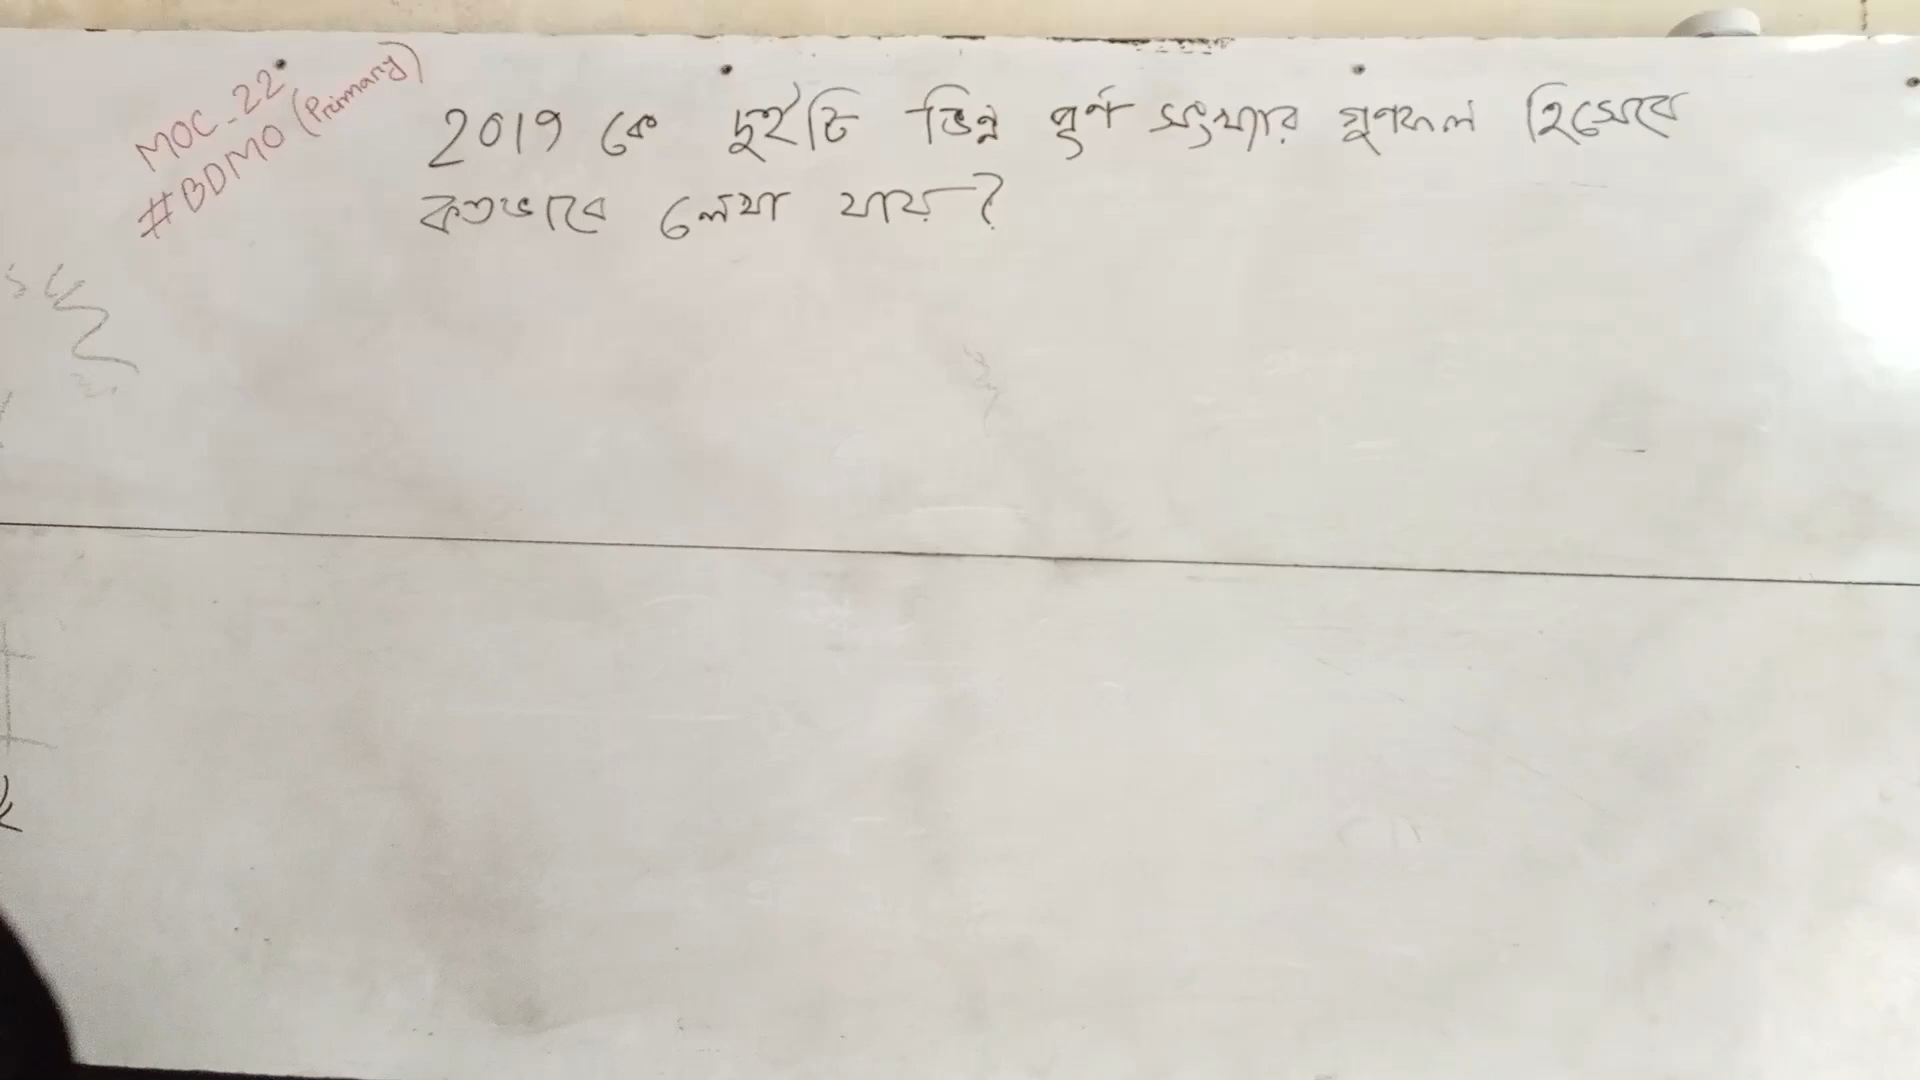 MOC-22
#BDMO (Primary)
2019 কে দুইটি ভিন্ন পূর্ণ সংখ্যার গুণফল হিসেবে
কতভাবে লেখা যায়?